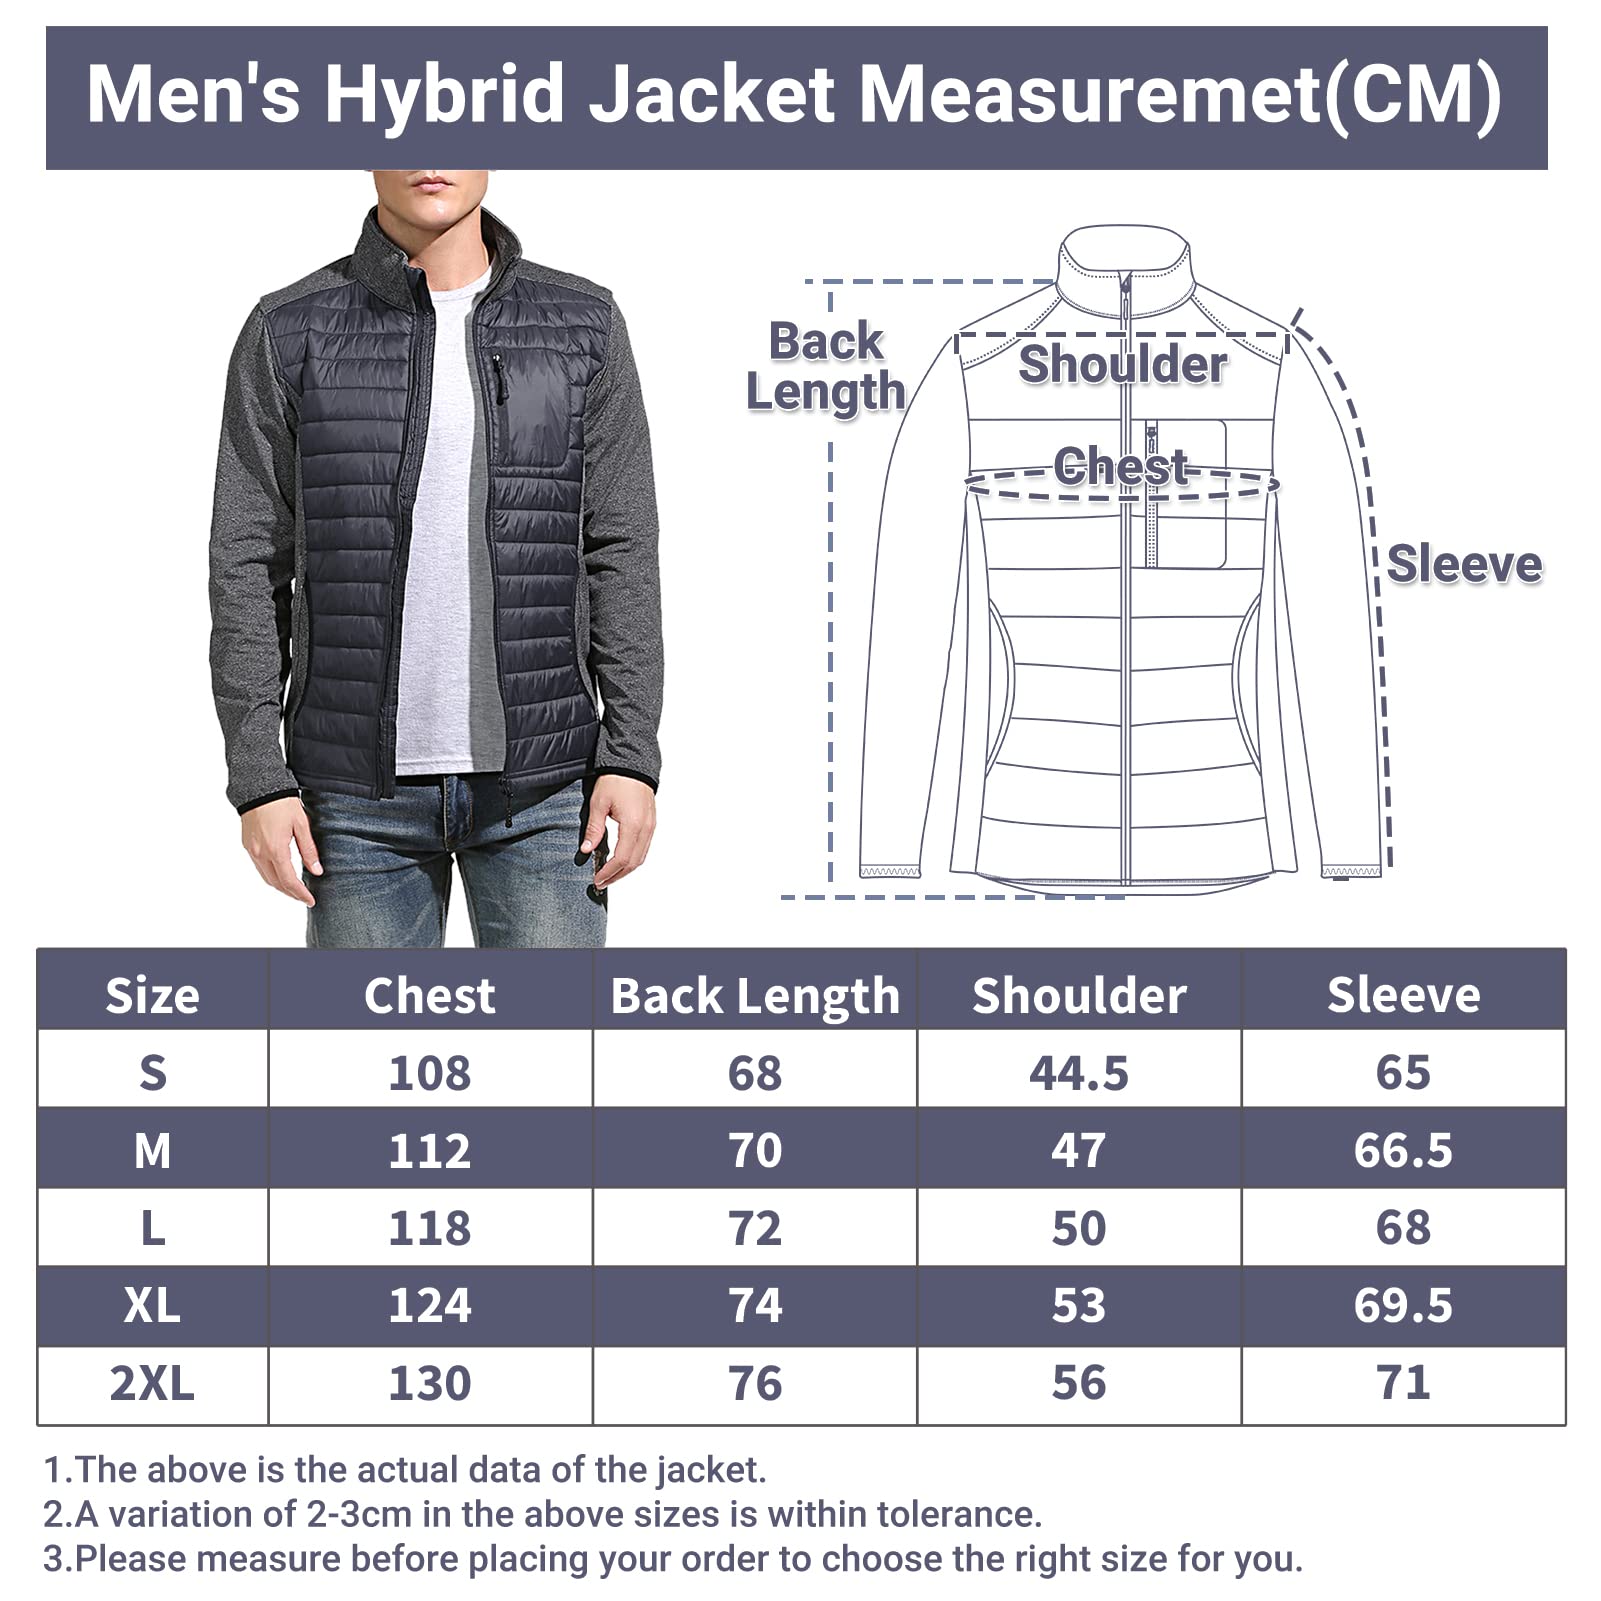 Men's Hybrid Jacket Measuremet(CM)
Back
Length
Shoulder
Chest
Sleeve
Size Chest Back Length Shoulder Sleeve
S 108 68 44.5 65
M 112 70 47 66.5
L 118 72 50 68
XL 124 74 53 69.5
2XL 130 76 56 71
1.The above is the actual data of the jacket.
2.A variation of 2-3cm in the above sizes is within tolerance.
3.Please measure before placing your order to choose the right size for you.